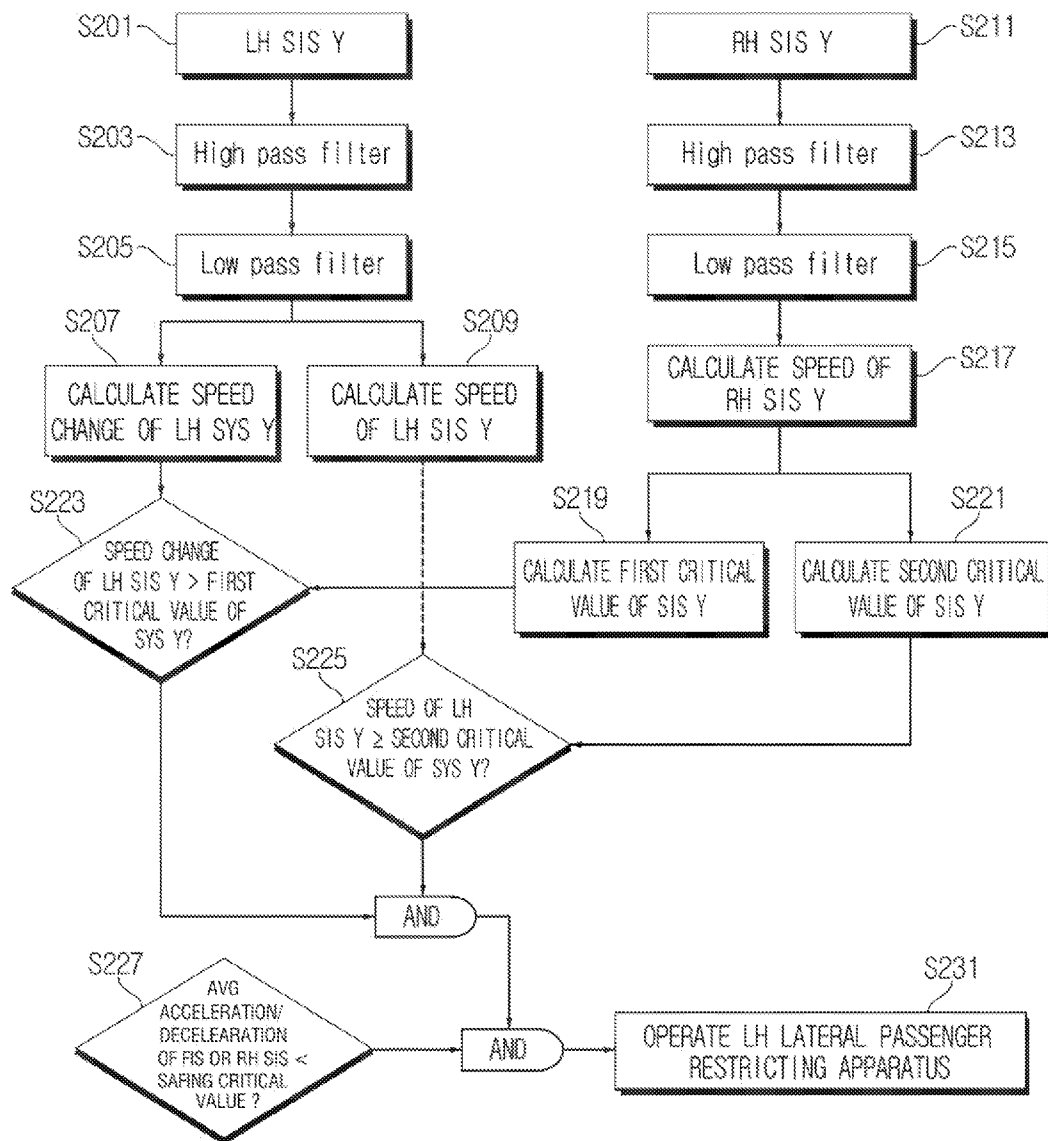 S201
LH SIS Y
RH SIS Y
S211
S203
High pass filter
High pass filter
S213
S205
Low pass filter
Low pass filter
S215
S207
CALCULATE SPEED
CHANGE OF LH SYS Y
S209
CALCULATE SPEED
OF LH SIS Y
CALCULATE SPEED OF
RH SIS Y
S217
S223
SPEED CHANGE
OF LH SIS Y > FIRST
CRITICAL VALUE OF
SYS Y?
S219
CALCULATE FIRST CRITICAL
VALUE OF SIS Y
S221
CALCULATE SECOND CRITICAL
VALUE OF SIS Y
S225
SPEED OF LH
SIS Y ≥ SECOND CRITICAL
VALUE OF SYS Y?
AND
S227
AVG
ACCELERATION/
DECELEARATION
OF FIS OR RH SIS <
SAFING CRITICAL
VALUE ?
AND
S231
OPERATE LH LATERAL PASSENGER
RESTRICTING APPARATUS